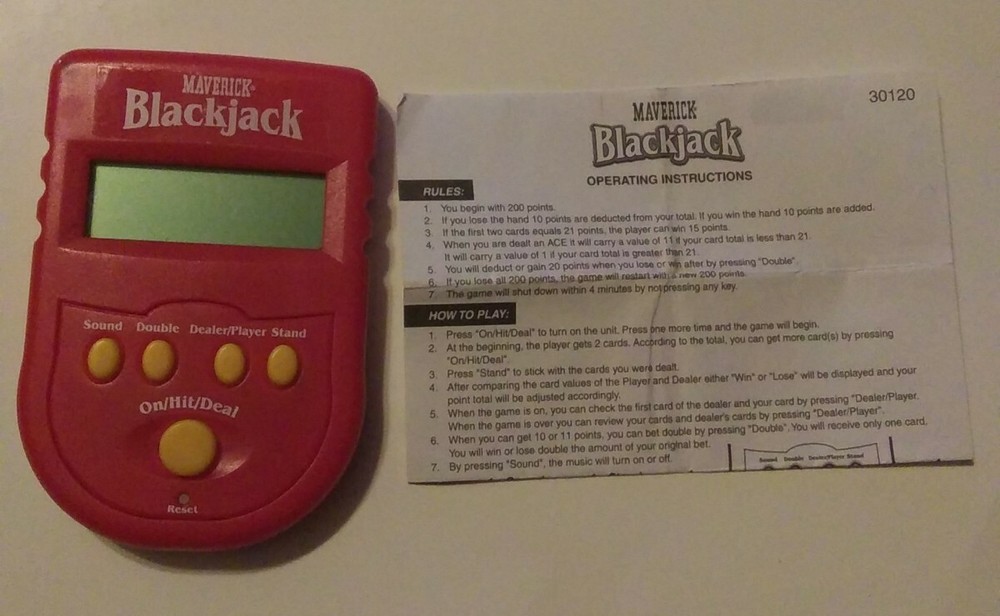 MAVERICK®
Blackjack
Sound Double Dealer/Player Stand
On/Hit/Deal
Reset
30120
MAVERICK
Blackjack
OPERATING INSTRUCTIONS
RULES:
1. You begin with 200 points.
2. If you lose the hand 10 points are deducted from your total. If you win the hand 10 points are added.
3. If the first two cards equals 21 points, the player can win 15 points.
4. When you are dealt an ACE it will carry a value of 11 if your card total is less than 21.
It will carry a value of 1 if your card total is greater than 21.
5. You will deduct or gain 20 points when you lose or win after by pressing "Double".
6. If you lose all 200 points, the game will restart with a new 200 points.
7. The game will shut down within 4 minutes by not pressing any key.
HOW TO PLAY:
1. Press "On/Hit/Deal" to turn on the unit. Press one more time and the game will begin.
2. At the beginning, the player gets 2 cards. According to the total, you can get more card(s) by pressing
"On/Hit/Deal".
3. Press "Stand" to stick with the cards you were dealt.
4. After comparing the card values of the Player and Dealer either "Win" or "Lose" will be displayed and your
point total will be adjusted accordingly.
5. When the game is on, you can check the first card of the dealer and your card by pressing "Dealer/Player.
When the game is over you can review your cards and dealer's cards by pressing "Dealer/Player".
6. When you can get 10 or 11 points, you can bet double by pressing "Double". You will receive only one card.
You will win or lose double the amount of your original bet.
7. By pressing "Sound", the music will turn on or off.
Sound Double Dealer/Player Stand